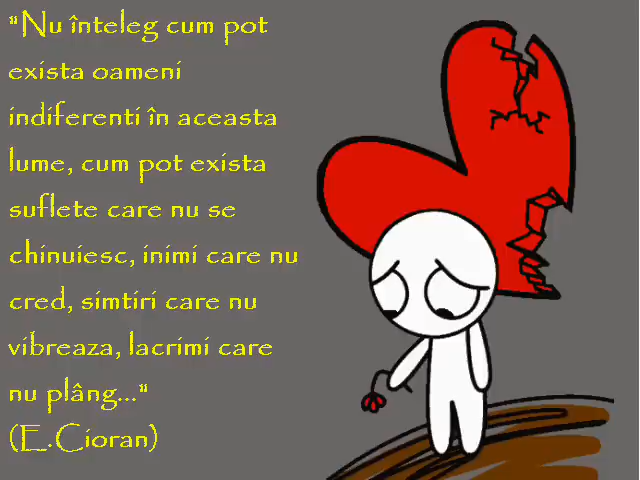 "Nu înteleg cum pot
exista oameni
indiferenti în aceasta
lume, cum pot exista
suflete care nu se
chinuiesc, inimi care nu
cred, simtiri care nu
vibreaza, lacrimi care
nu plâng..."
(E.Cioran)